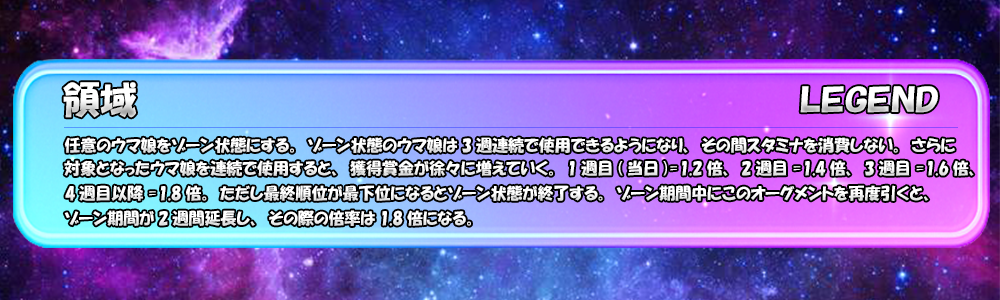 領域
LEGEND
任意のウマ娘をゾーン状態にする。ゾーン状態のウマ娘は3週連続で使用できるようになり、その間スタミナを消費しない。さらに
対象となったウマ娘を連続で使用すると、獲得賞金が徐々に増えていく。1週目(当日)=1.2倍、2週目=1.4倍、3週目=1.6倍、
4週目以降=1.8倍。ただし最終順位が最下位になるとゾーン状態が終了する。ゾーン期間中にこのオーグメントを再度引くと、
ゾーン期間が2週間延長し、その際の倍率は1.8倍になる。